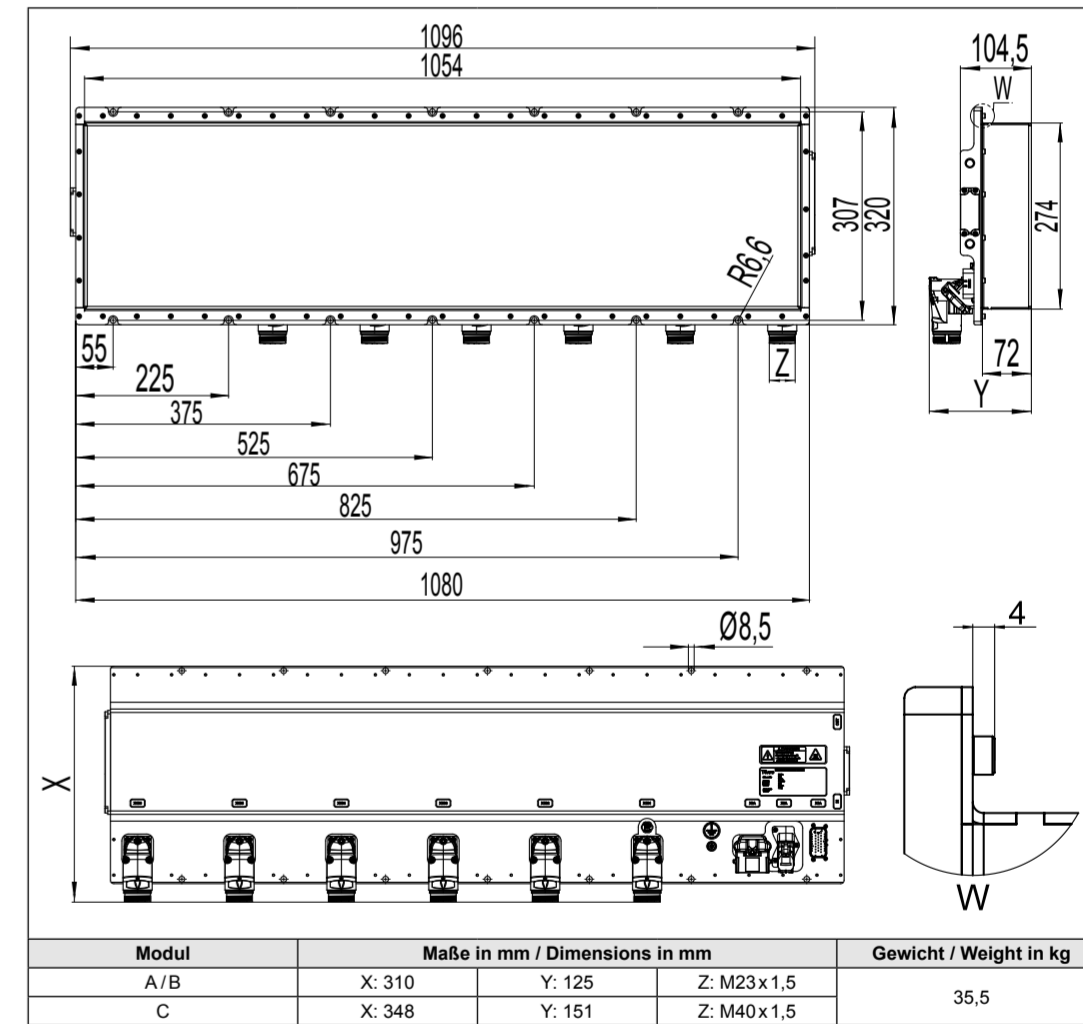 1096
1054
104,5
W
307
320
274
R6,6
55
Z
72
225
Y
375
525
675
825
975
1080
Ø8,5
4
X
W
Modul Maße in mm / Dimensions in mm Gewicht / Weight in kg
A / B X: 310 Y: 125 Z: M23 x 1,5 35,5
C X: 348 Y: 151 Z: M40 x 1,5